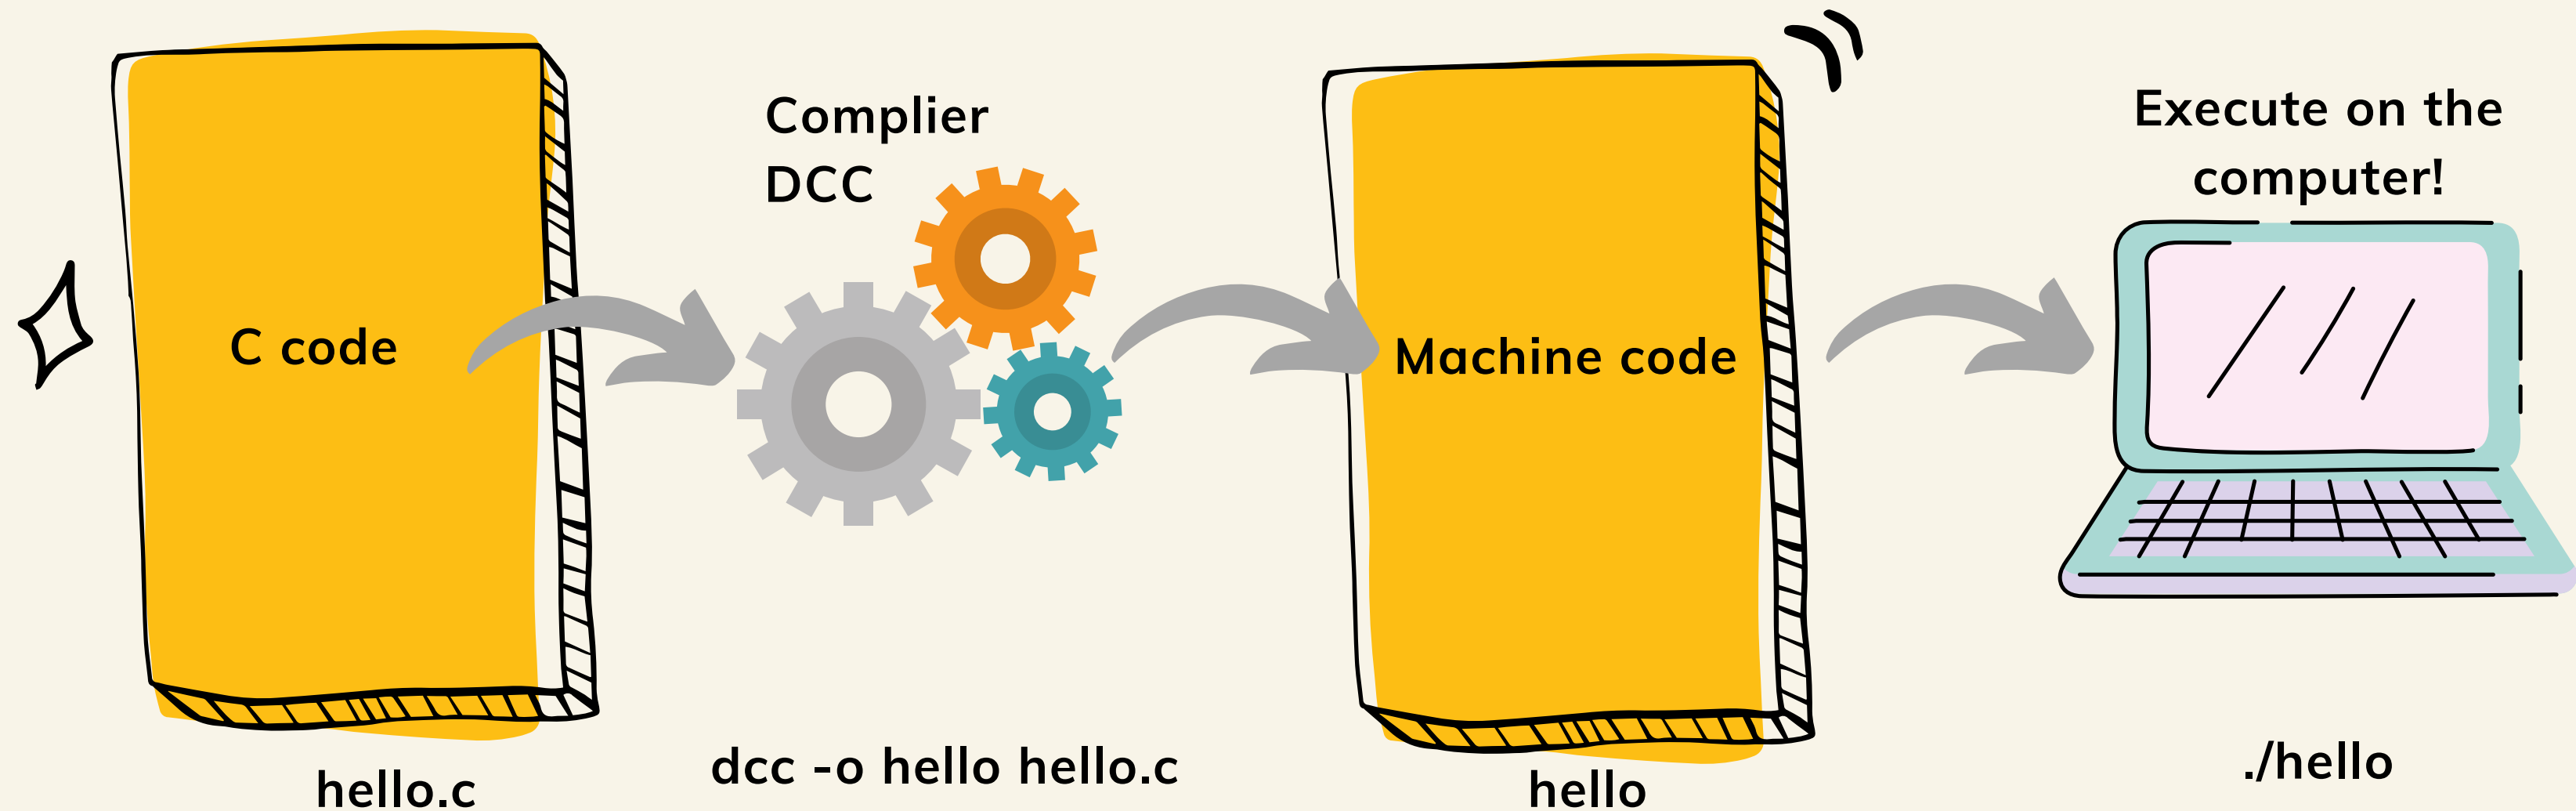 C code
hello.c
Complier
DCC
dcc -o hello hello.c
Machine code
hello
Execute on the
computer!
./hello